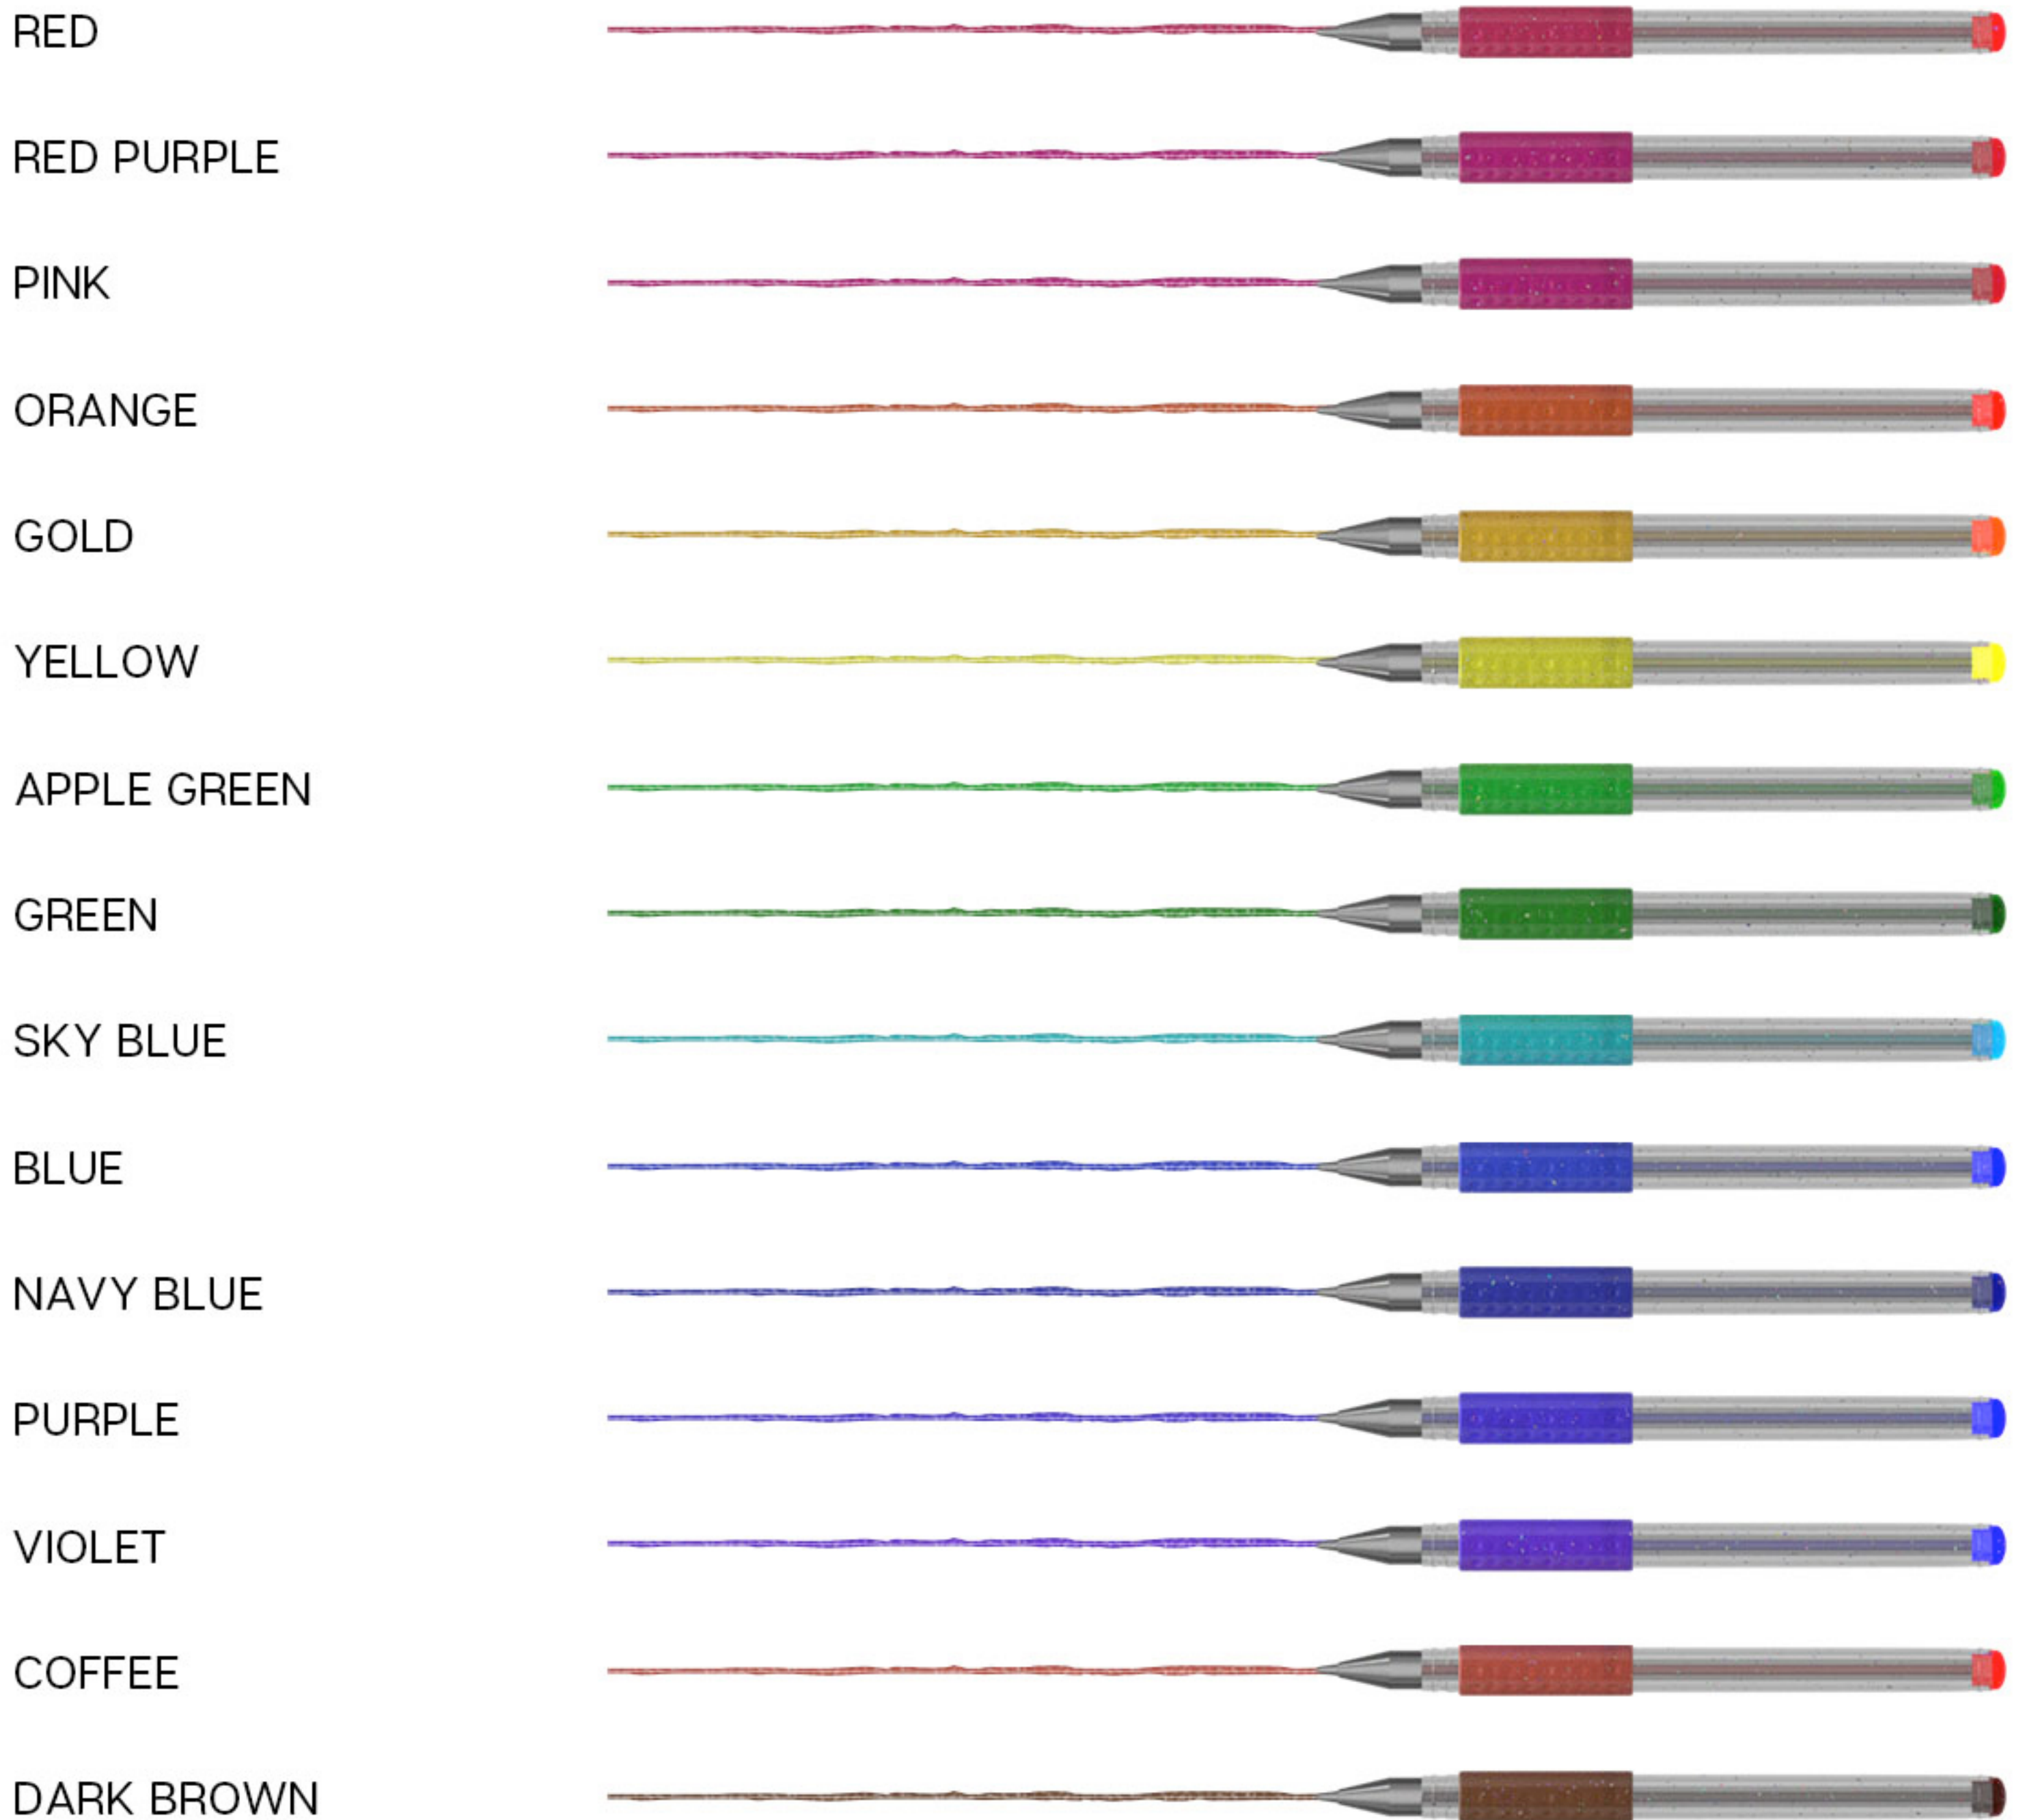 RED
RED PURPLE
PINK
ORANGE
GOLD
YELLOW
APPLE GREEN
GREEN
SKY BLUE
BLUE
NAVY BLUE
PURPLE
VIOLET
COFFEE
DARK BROWN